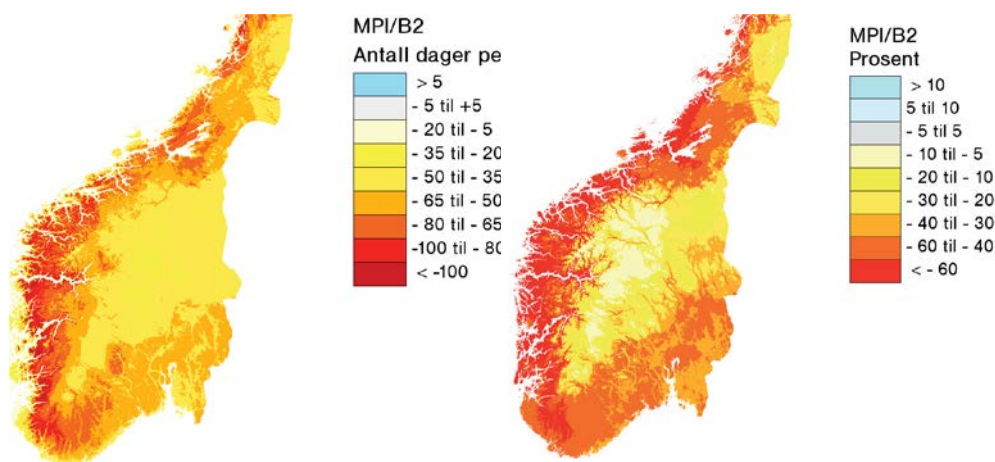 MPI/B2
Antall dager pe
> 5
- 5 til +5
- 20 til - 5
- 35 til - 20
- 50 til - 35
- 65 til - 50
- 80 til - 65
-100 til - 80
< -100
MPI/B2
Prosent
> 10
5 til 10
- 5 til 5
- 10 til - 5
- 20 til - 10
- 30 til - 20
- 40 til - 30
- 60 til - 40
< - 60